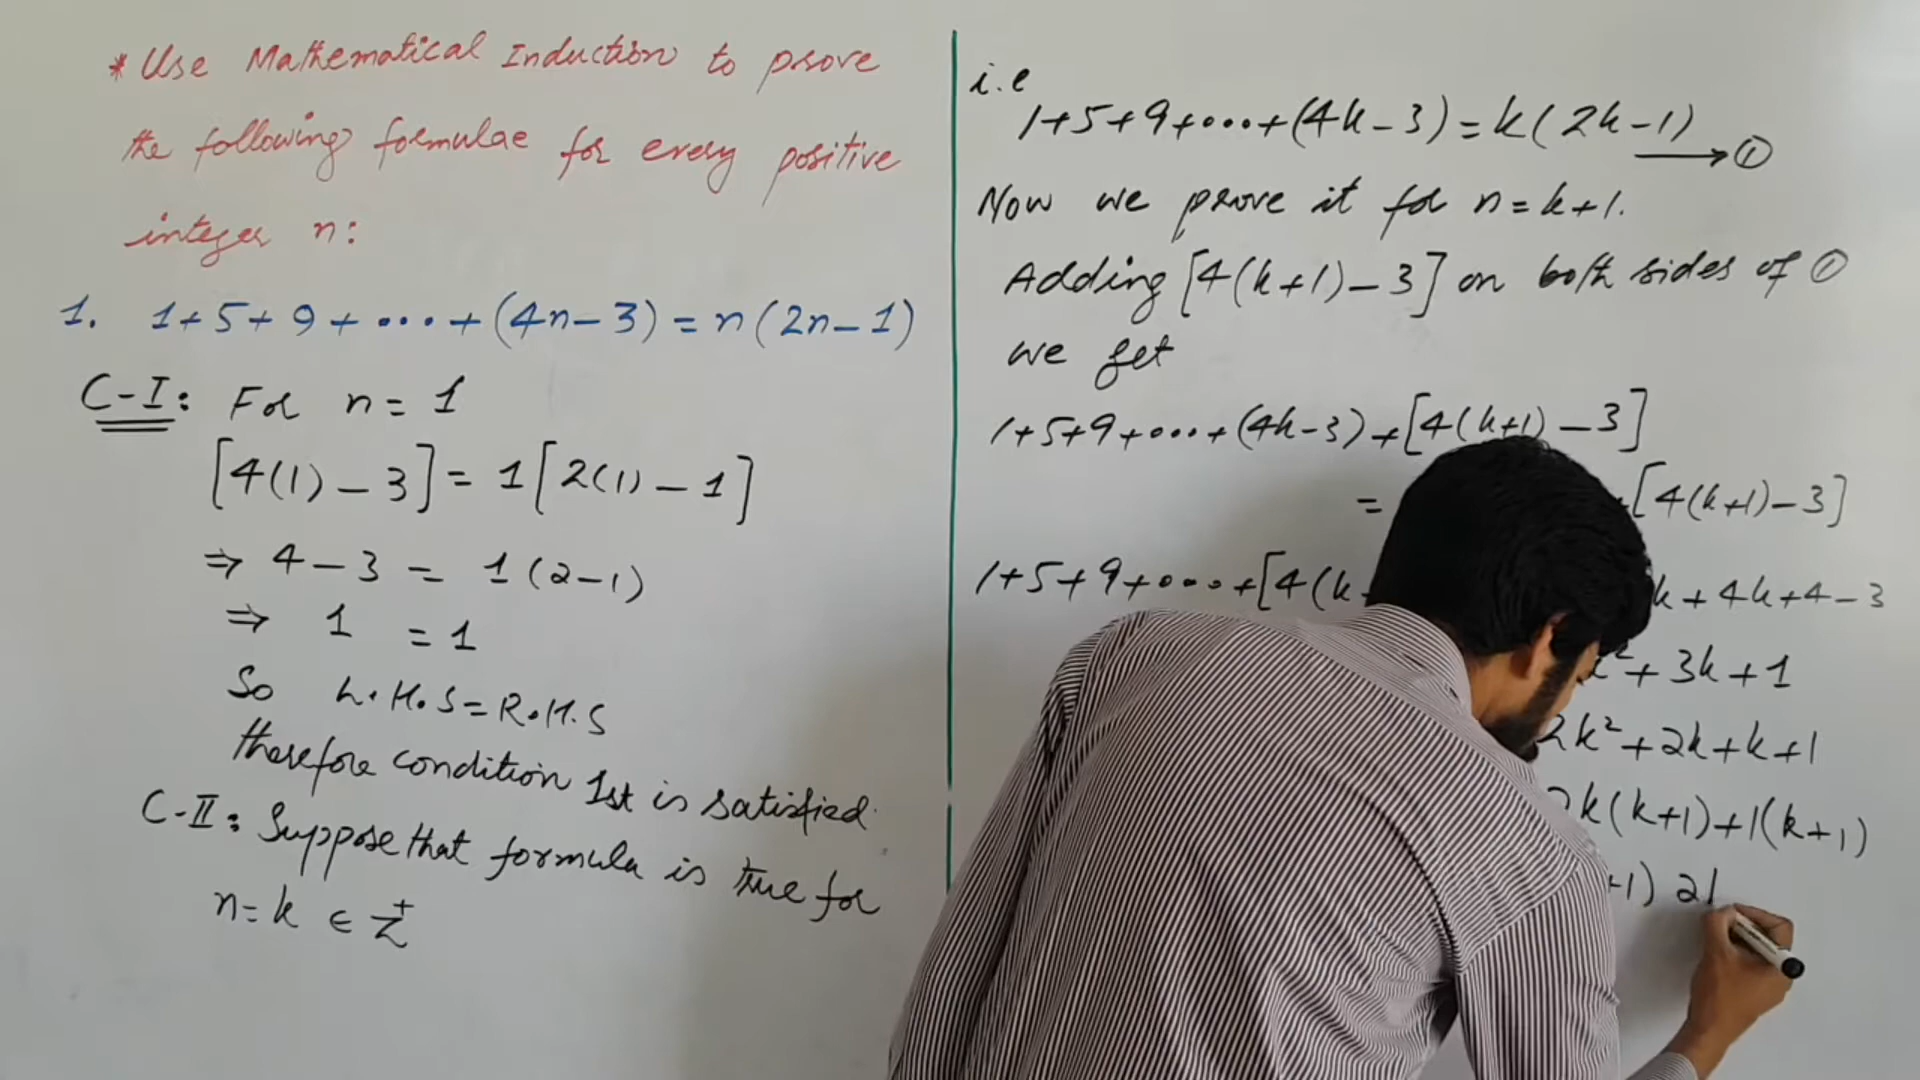 * Use Mathematical Induction to prove
the following formulae for every positive
integer n:
1. 1+5+9+...+(4n-3)=n(2n-1)
C-I: For n=1
[4(1)-3]=1[2(1)-1]
⇒ 4-3 = 1(2-1)
⇒ 1 = 1
So L.H.S=R.H.S
therefore condition 1st is satisfied.
C-II: Suppose that formula is true for
n=k ∈ Z⁺
i.e
1+5+9+...+(4k-3)=k(2k-1) → ①
Now we prove it for n=k+1.
Adding [4(k+1)-3] on both sides of ①
we get
1+5+9+...+(4k-3)+[4(k+1)-3]
= [4(k+1)-3]
1+5+9+...+[4(k k+4k+4-3
²+3k+1
2k²+2k+k+1
2k(k+1)+1(k+1)
+1) 2